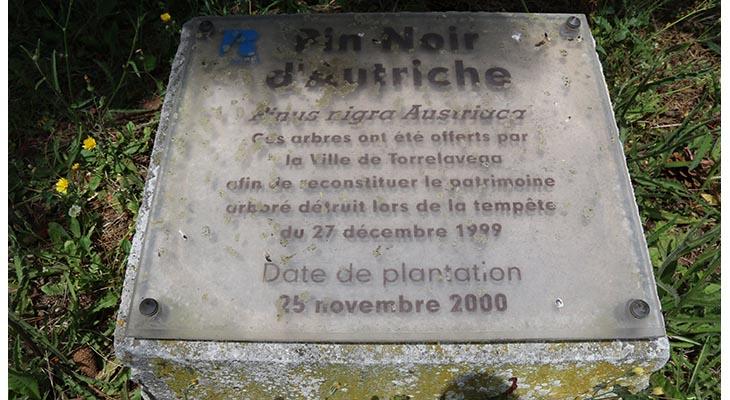 Pin Noir
d'Autriche
Pinus nigra Austriaca
Ces arbres ont été offerts par
la Ville de Torrelavega
afin de reconstituer le patrimoine
arboré détruit lors de la tempête
du 27 décembre 1999
Date de plantation
25 novembre 2000